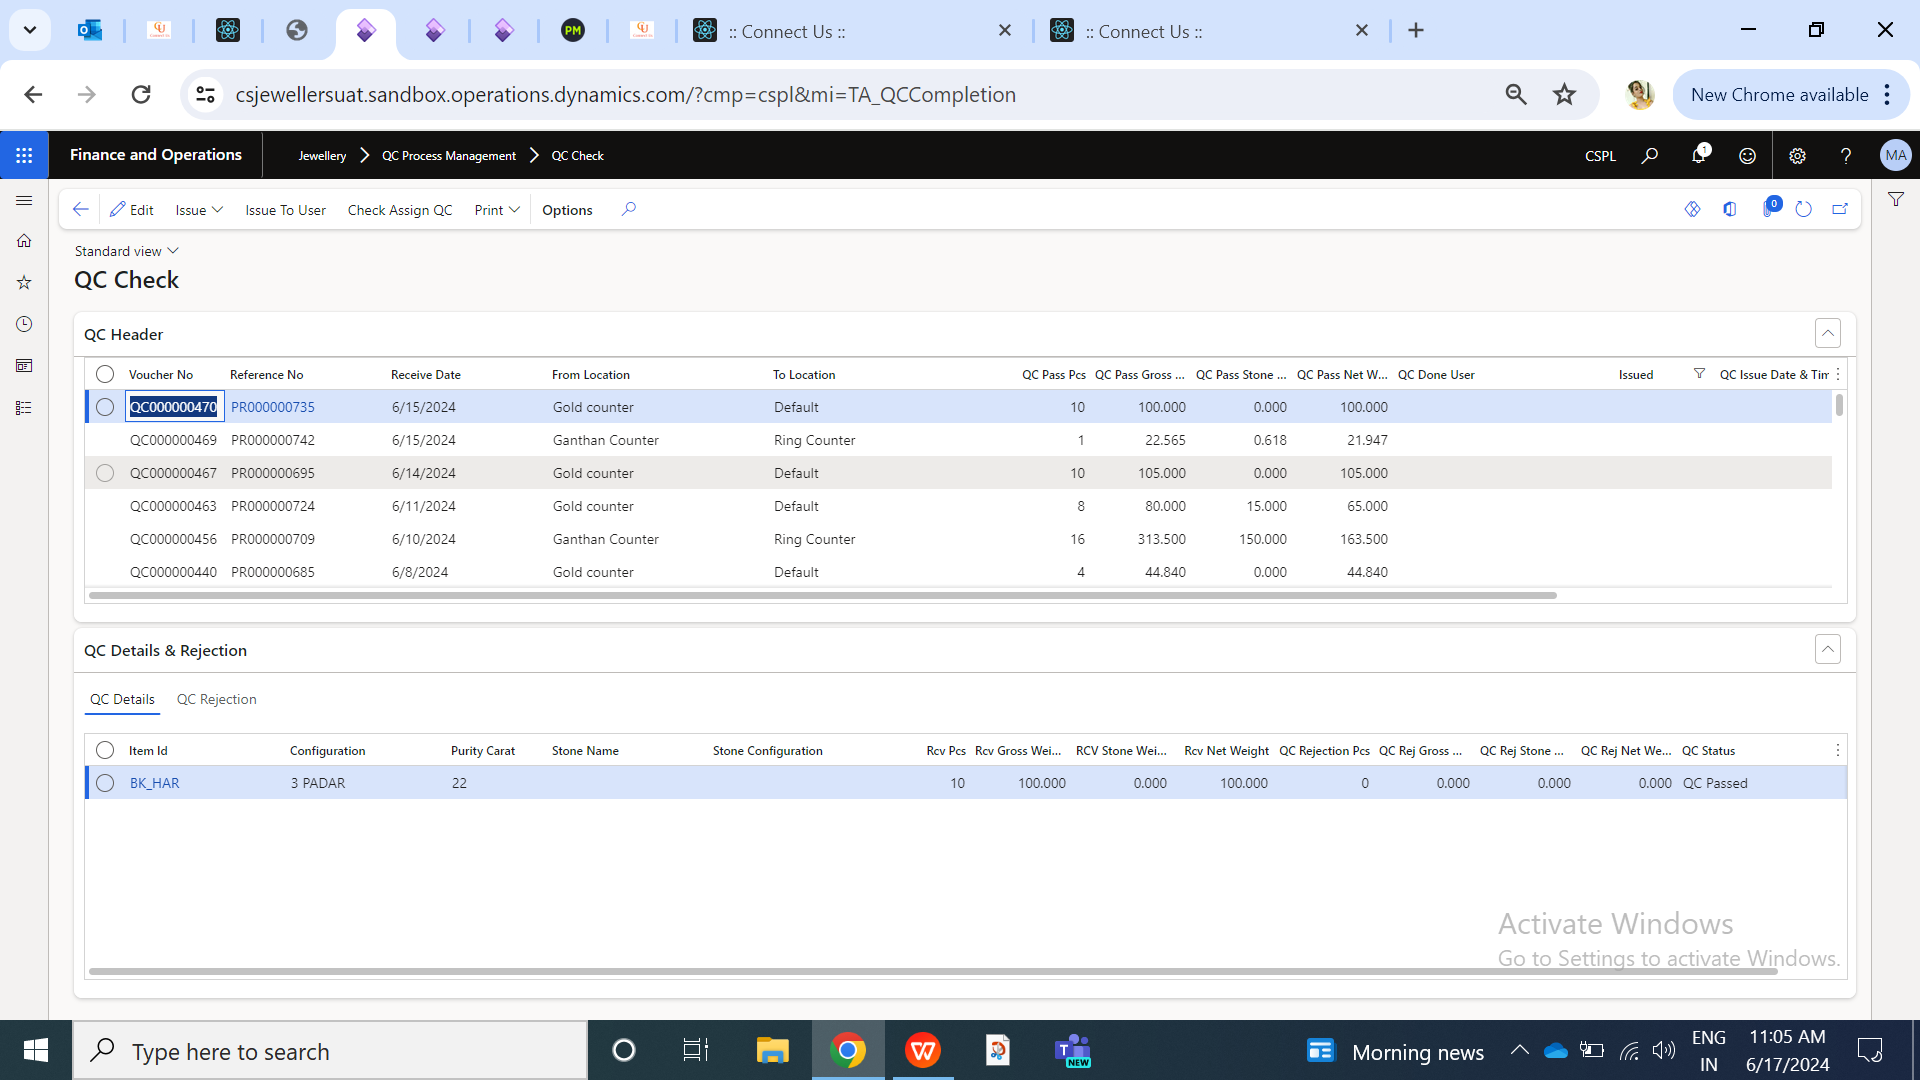 PM
:: Connect Us ::
:: Connect Us ::
csjewellersuat.sandbox.operations.dynamics.com/?cmp=cspl&mi=TA_QCCompletion
New Chrome available
Finance and Operations
Jewellery
QC Process Management
QC Check
CSPL
1
?
MA
Edit
Issue
Issue To User
Check Assign QC
Print
Options
0
Standard view
QC Check
QC Header
Voucher No Reference No Receive Date From Location To Location QC Pass Pcs QC Pass Gross ... QC Pass Stone ... QC Pass Net W... QC Done User Issued QC Issue Date & Tim
QC000000470 PR000000735 6/15/2024 Gold counter Default 10 100.000 0.000 100.000
QC000000469 PR000000742 6/15/2024 Ganthan Counter Ring Counter 1 22.565 0.618 21.947
QC000000467 PR000000695 6/14/2024 Gold counter Default 10 105.000 0.000 105.000
QC000000463 PR000000724 6/11/2024 Gold counter Default 8 80.000 15.000 65.000
QC000000456 PR000000709 6/10/2024 Ganthan Counter Ring Counter 16 313.500 150.000 163.500
QC000000440 PR000000685 6/8/2024 Gold counter Default 4 44.840 0.000 44.840
QC Details & Rejection
QC Details QC Rejection
Item Id Configuration Purity Carat Stone Name Stone Configuration Rcv Pcs Rcv Gross Wei... RCV Stone Wei... Rcv Net Weight QC Rejection Pcs QC Rej Gross ... QC Rej Stone ... QC Rej Net We... QC Status
BK_HAR 3 PADAR 22 10 100.000 0.000 100.000 0 0.000 0.000 0.000 QC Passed
Activate Windows
Go to Settings to activate Windows.
Type here to search
W
T
NEW
Morning news
ENG
IN
11:05 AM
6/17/2024